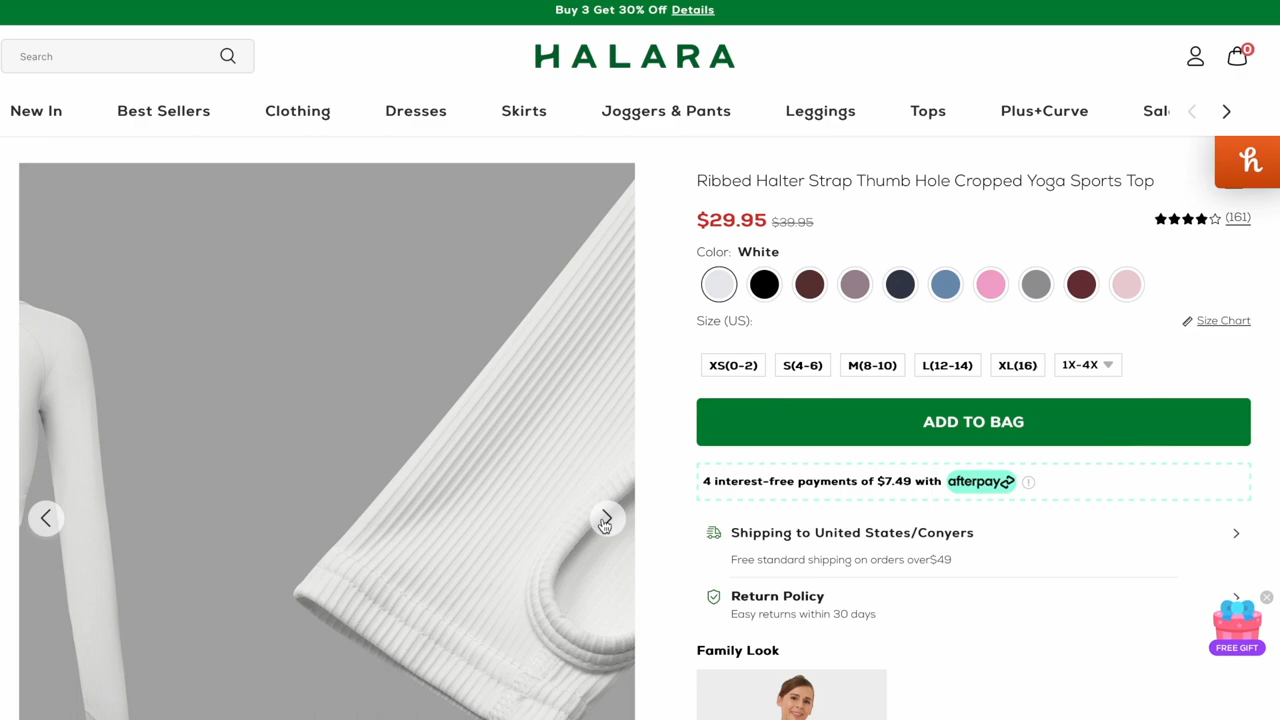 Buy 3 Get 30% Off Details
Search
HALARA
0
New In
Best Sellers
Clothing
Dresses
Skirts
Joggers & Pants
Leggings
Tops
Plus+Curve
Sal
h
Ribbed Halter Strap Thumb Hole Cropped Yoga Sports Top
$29.95 $39.95
(161)
Color: White
Size (US):
Size Chart
XS(0-2)
S(4-6)
M(8-10)
L(12-14)
XL(16)
1X-4X
ADD TO BAG
4 interest-free payments of $7.49 with afterpay
Shipping to United States/Conyers
Free standard shipping on orders over$49
Return Policy
Easy returns within 30 days
FREE GIFT
Family Look